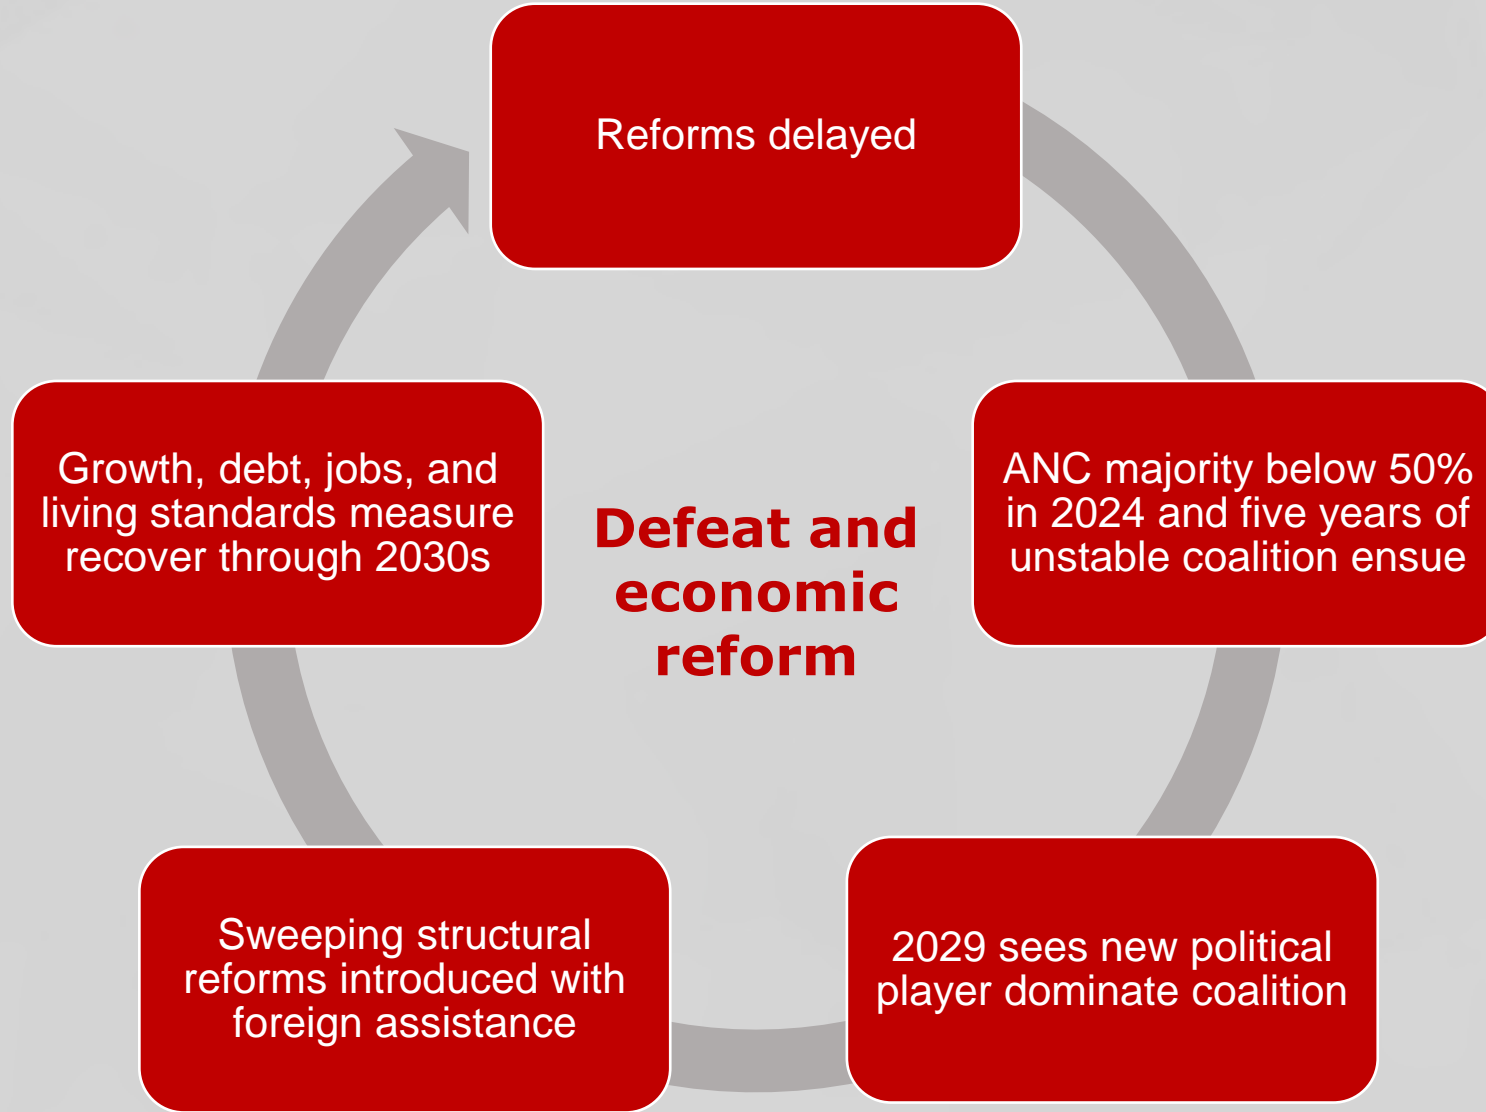 Reforms delayed
ANC majority below 50%
in 2024 and five years of
unstable coalition ensue
2029 sees new political
player dominate coalition
Sweeping structural
reforms introduced with
foreign assistance
Growth, debt, jobs, and
living standards measure
recover through 2030s
Defeat and
economic
reform